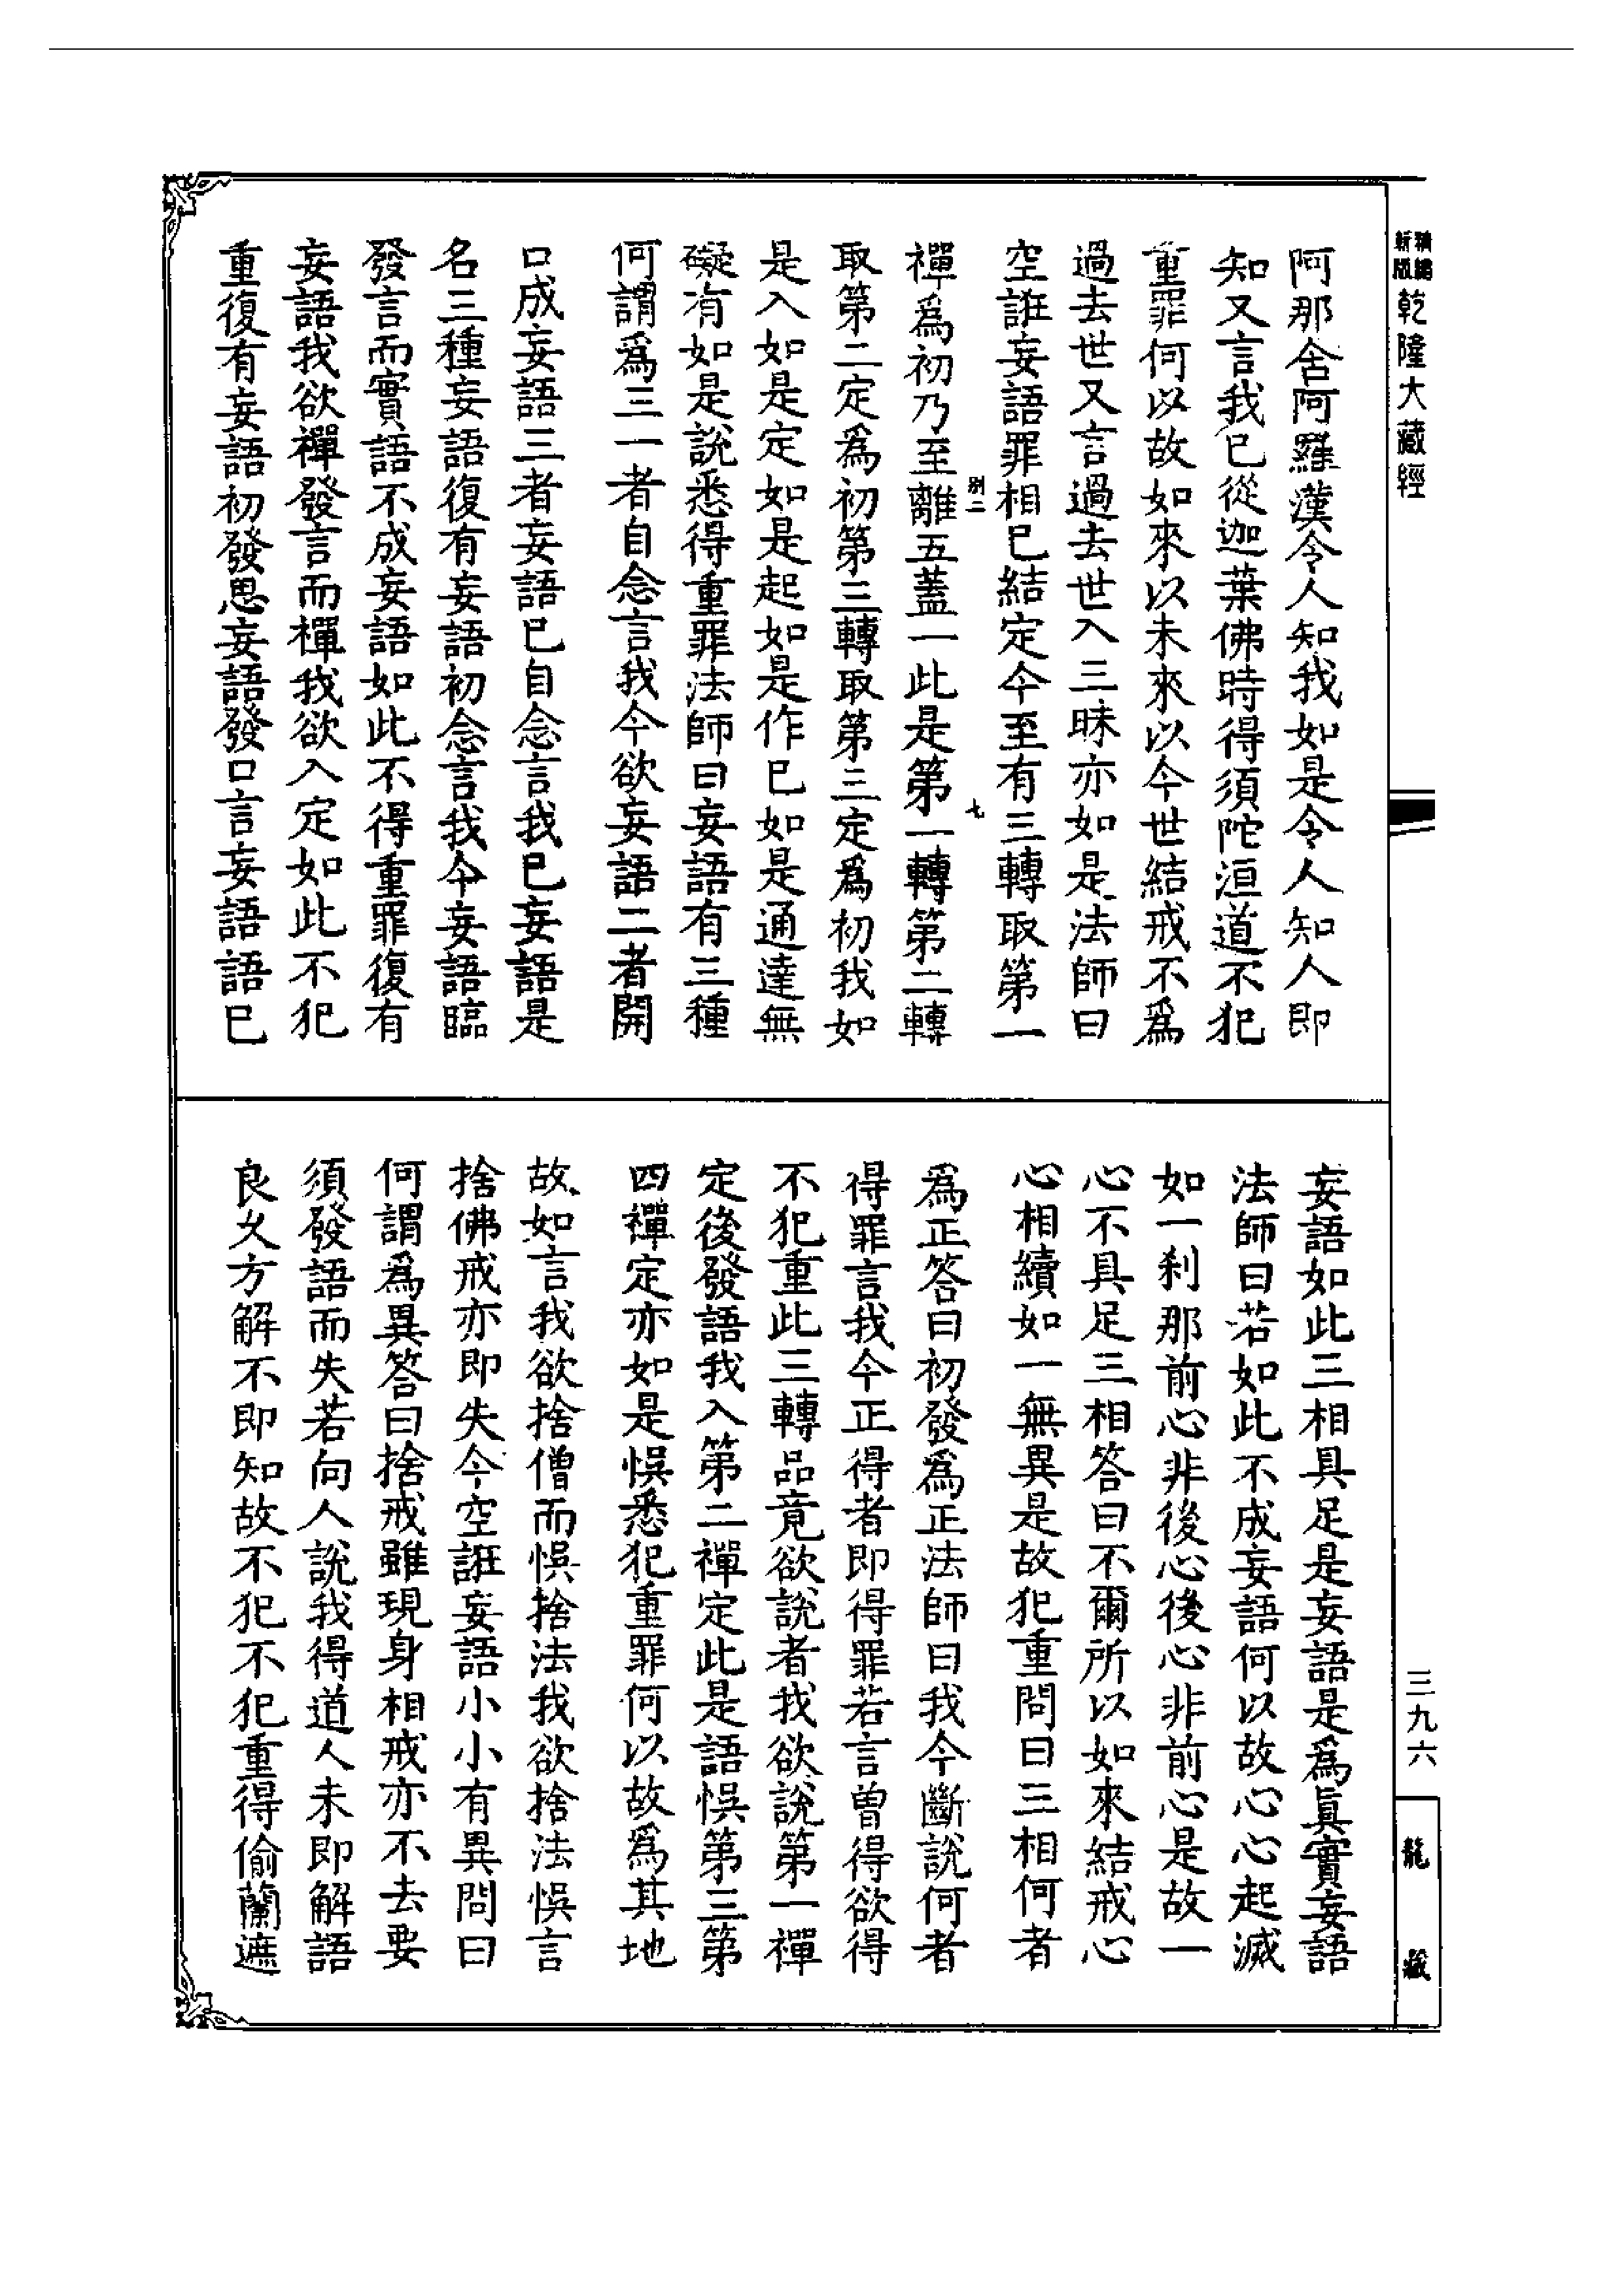 新編
新版
乾隆大藏經
阿那含阿羅漢令人知我如是令人知人即
知又言我已從迦葉佛時得須陀洹道不犯
重罪何以故如來以未來以今世結戒不爲
過去世又言過去世入三昧亦如是法師曰
空誑妄語罪相已結定今至有三轉取第一
別二
七
禪爲初乃至離五蓋一此是第一轉第二轉
取第二定爲初第三轉取第三定爲初我如
是入如是定如是起如是作已如是通達無
礙有如是說悉得重罪法師曰妄語有三種
何謂爲三一者自念言我今欲妄語二者開
口成妄語三者妄語已自念言我已妄語是
名三種妄語復有妄語初念言我今妄語臨
發言而實語不成妄語如此不得重罪復有
妄語我欲禪發言而禪我欲入定如此不犯
重復有妄語初發思妄語發口言妄語語已
妄語如此三相具足是妄語是爲眞實妄語
法師曰若如此不成妄語何以故心心起滅
如一剎那前心非後心後心非前心是故一
心不具足三相答曰不爾所以如來結戒心
心相續如一無異是故犯重問曰三相何者
爲正答曰初發爲正法師曰我今斷說何者
得罪言我今正得者即得罪若言曾得欲得
不犯重此三轉品竟欲說者我欲說第一禪
定後發語我入第二禪定此是語悞第三第
四禪定亦如是悞悉犯重罪何以故爲其地
故如言我欲捨僧而悞捨法我欲捨法悞言
捨佛戒亦即失今空誑妄語小小有異問曰
何謂爲異答曰捨戒雖現身相戒亦不去要
須發語而失若向人說我得道人未即解語
良久方解不即知故不犯不犯重得偷蘭遮
三九六
龍藏